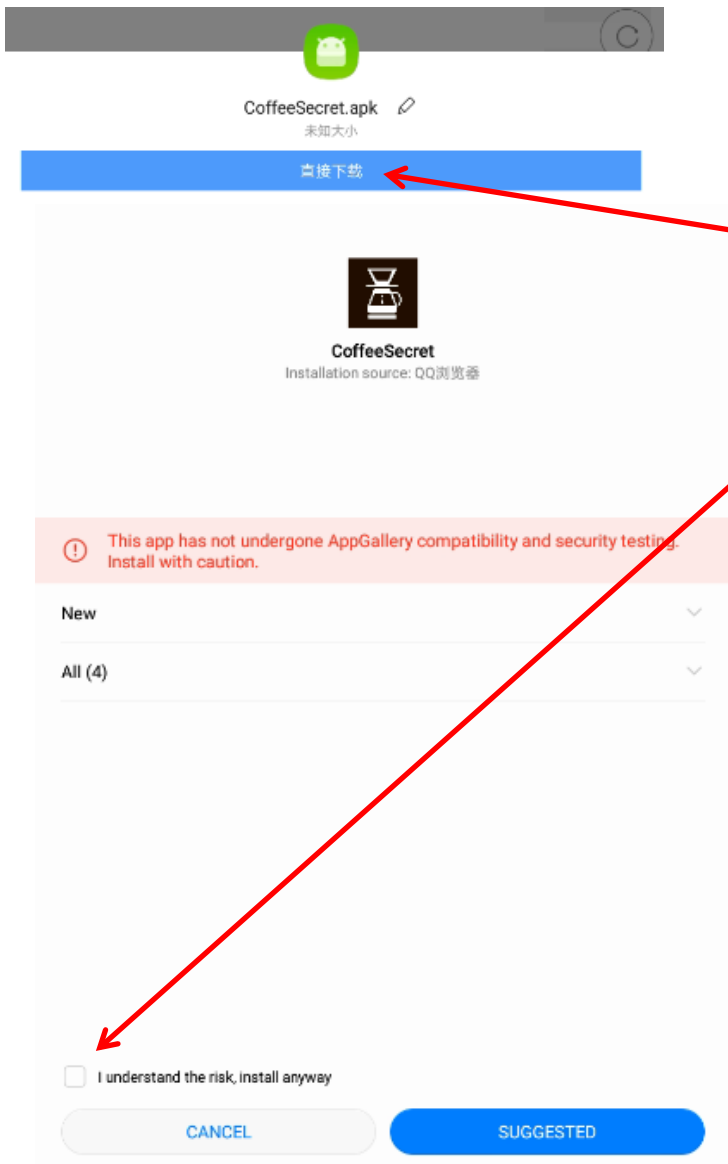 CoffeeSecret.apk
未知大小
直接下载
CoffeeSecret
Installation source: QQ浏览器
This app has not undergone AppGallery compatibility and security testing.
Install with caution.
New
All (4)
I understand the risk, install anyway
CANCEL
SUGGESTED